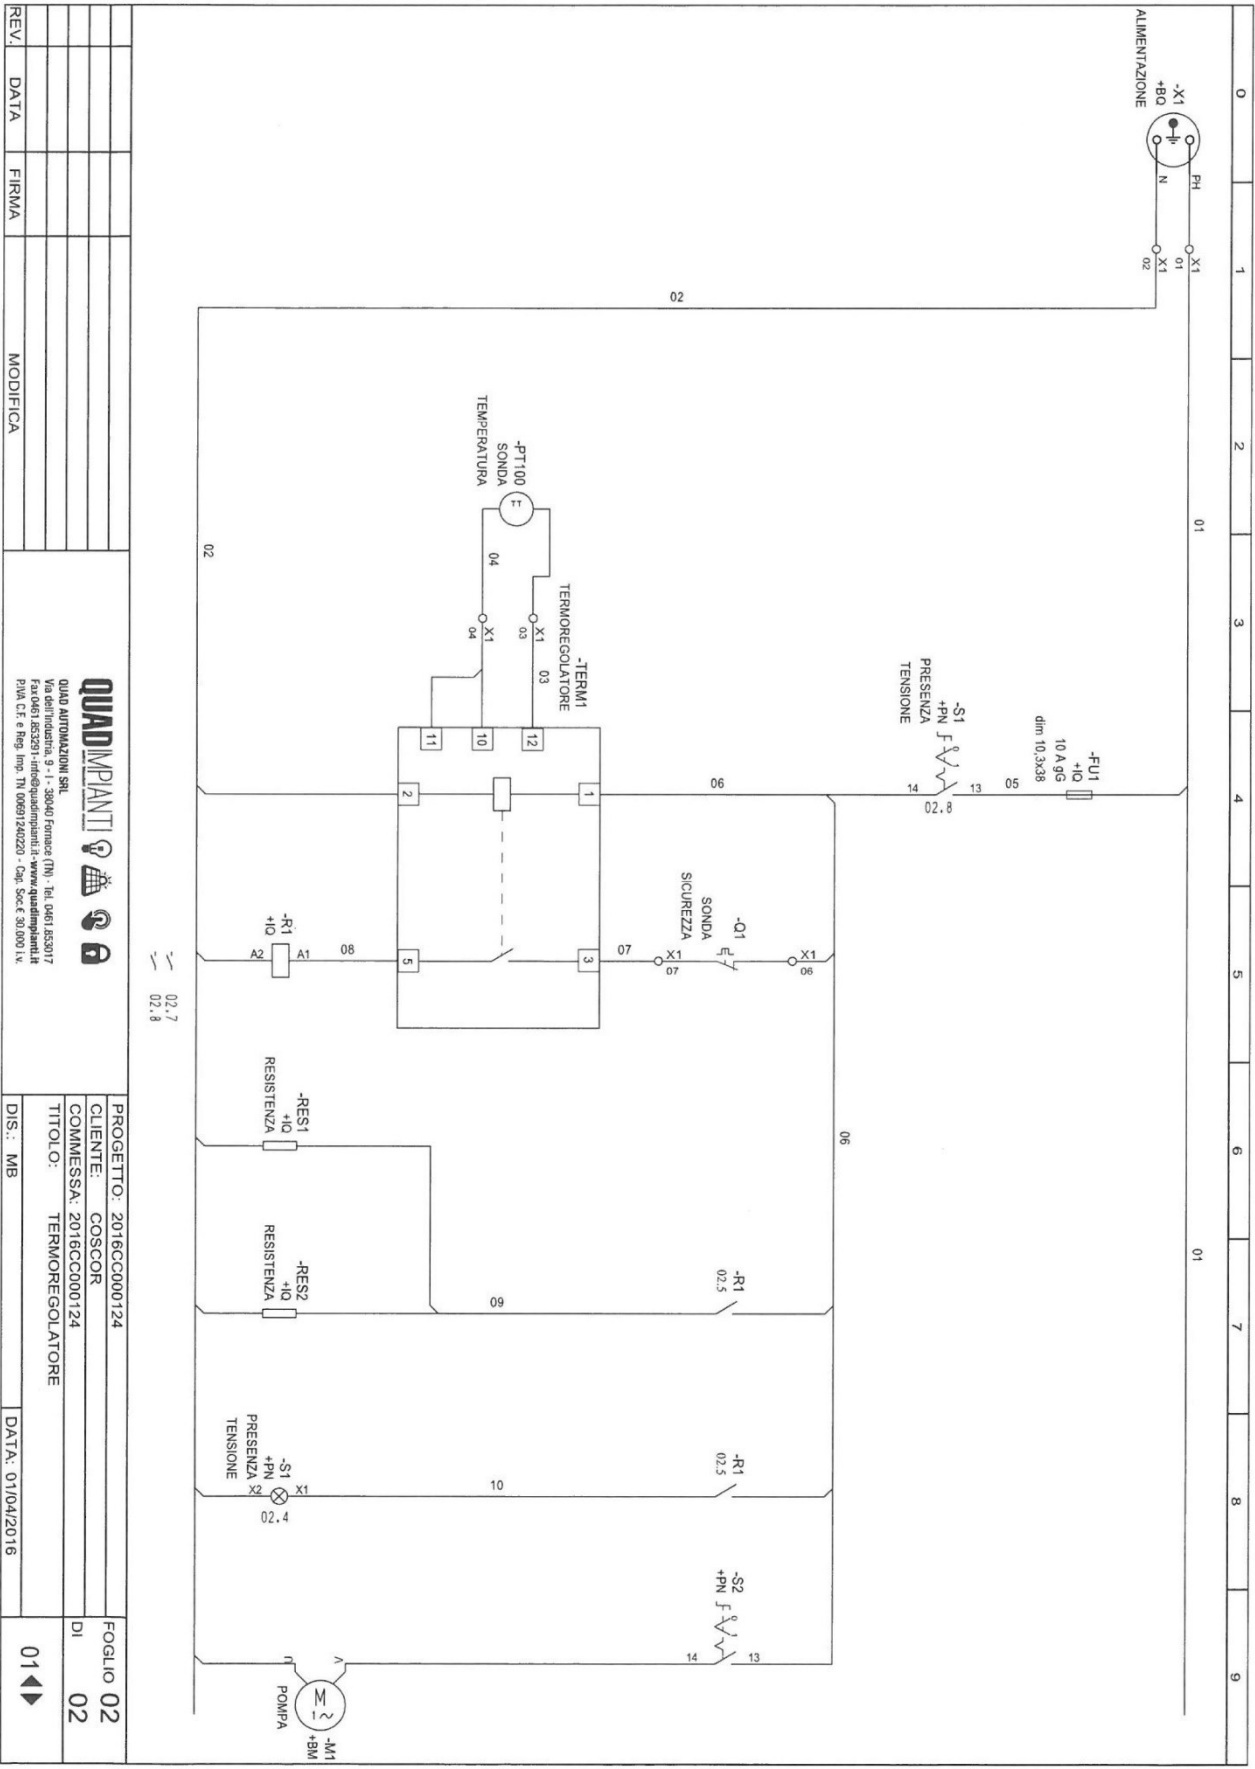 0
1
2
3
4
5
6
7
8
9
ALIMENTAZIONE
-X1
+BQ
PH
N
X1
01
X1
02
01
01
02
02
-PT100
SONDA
TEMPERATURA
TT
04
X1
04
X1
03
03
-TERM1
TERMOREGOLATORE
12
10
11
1
2
3
5
-FU1
+IQ
10 A gG
dim 10,3x38
05
-S1
+PN
PRESENZA
TENSIONE
13
14
02.8
06
X1
06
-Q1
SONDA
SICUREZZA
X1
07
07
08
-R1
+IQ
A1
A2
02.7
02.8
06
-RES1
+IQ
RESISTENZA
-RES2
+IQ
RESISTENZA
09
-R1
02.5
-R1
02.5
10
-S1
+PN
PRESENZA
TENSIONE
X1
X2
02.4
-S2
+PN
13
14
M
1~
-M1
+BM
POMPA
REV.
DATA
FIRMA
MODIFICA
QUADIMPIANTI
QUAD AUTOMAZIONI SRL
Via dell'Industria, 9 - I - 38040 Fornace (TN) - Tel. 0461.853017
Fax 0461.853291 - info@quadimpianti.it - www.quadimpianti.it
P.IVA C.F. e Reg. Imp. TN 00691240220 - Cap. Soc. € 30.000 i.v.
PROGETTO: 2016CC000124
CLIENTE: COSCOR
COMMESSA: 2016CC000124
TITOLO: TERMOREGOLATORE
DIS.: MB
DATA: 01/04/2016
FOGLIO 02
DI 02
01